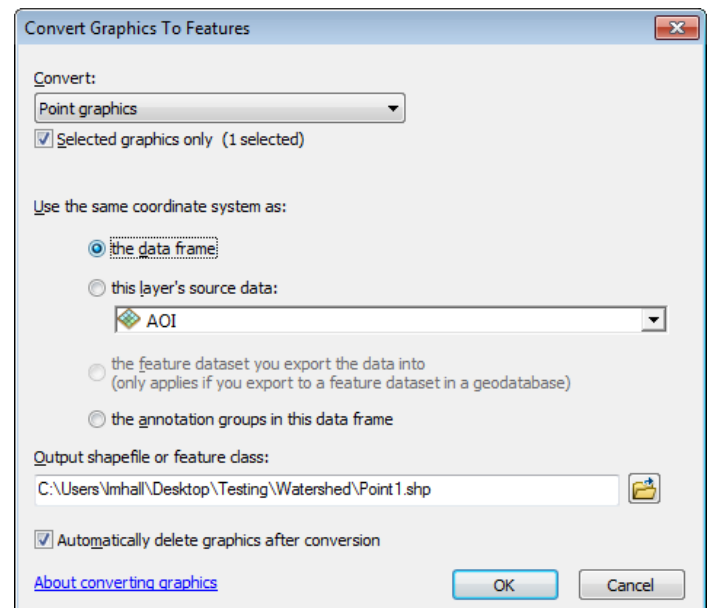 Convert Graphics To Features
Convert:
Point graphics
Selected graphics only (1 selected)
Use the same coordinate system as:
the data frame
this layer's source data:
AOI
the feature dataset you export the data into
(only applies if you export to a feature dataset in a geodatabase)
the annotation groups in this data frame
Output shapefile or feature class:
C:\Users\lmhall\Desktop\Testing\Watershed\Point1.shp
Automatically delete graphics after conversion
About converting graphics
OK
Cancel